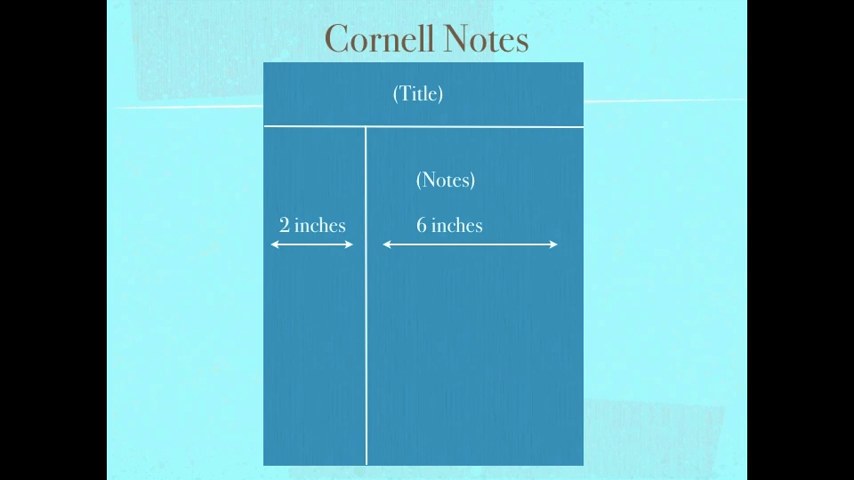 Cornell Notes
(Title)
(Notes)
2 inches
6 inches